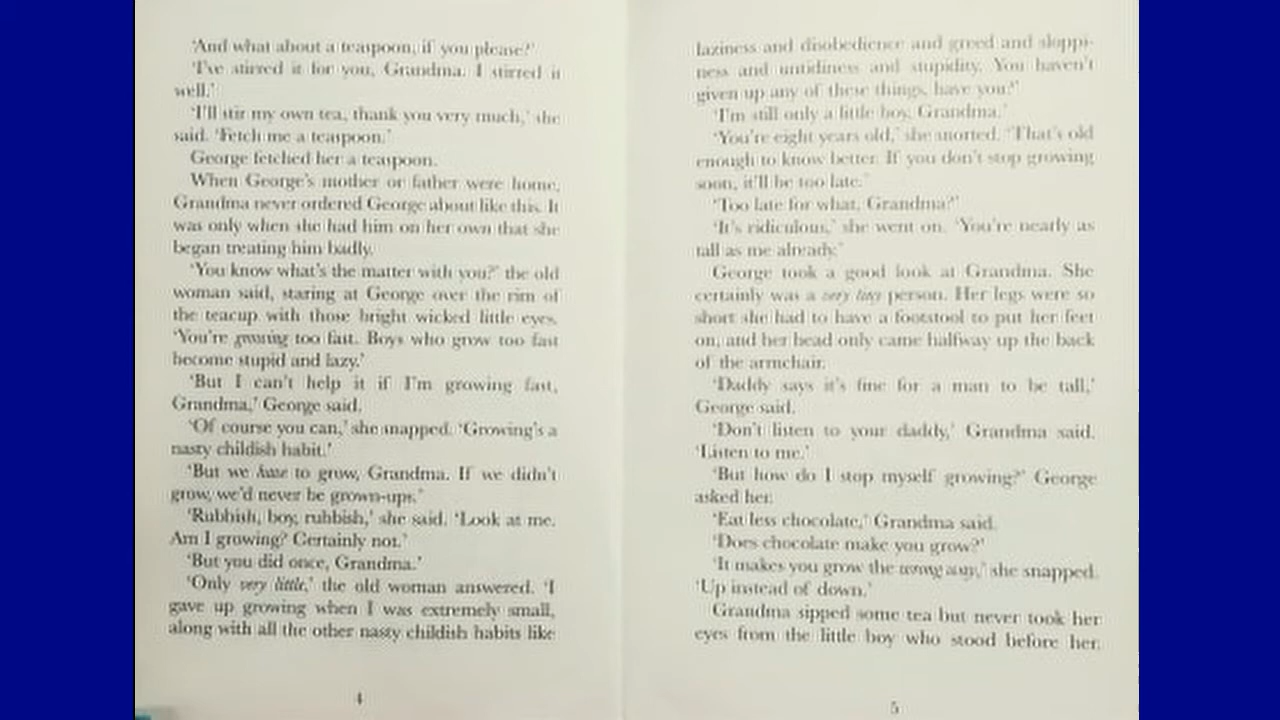 'And what about a teaspoon, if you please?'
'I've stirred it for you, Grandma. I stirred it
well.'
'I'll stir my own tea, thank you very much,' she
said. 'Fetch me a teaspoon.'
George fetched her a teaspoon.
When George's mother or father were home,
Grandma never ordered George about like this. It
was only when she had him on her own that she
began treating him badly.
'You know what's the matter with you?' the old
woman said, staring at George over the rim of
the teacup with those bright wicked little eyes.
'You're growing too fast. Boys who grow too fast
become stupid and lazy.'
'But I can't help it if I'm growing fast,
Grandma,' George said.
'Of course you can,' she snapped. 'Growing's a
nasty childish habit.'
'But we have to grow, Grandma. If we didn't
grow, we'd never be grown-ups.'
'Rubbish, boy, rubbish,' she said. 'Look at me.
Am I growing? Certainly not.'
'But you did once, Grandma.'
'Only very little,' the old woman answered. 'I
gave up growing when I was extremely small,
along with all the other nasty childish habits like
4
laziness and disobedience and greed and sloppi-
ness and untidiness and stupidity. You haven't
given up any of these things, have you?'
'I'm still only a little boy, Grandma.'
'You're eight years old,' she snorted. 'That's old
enough to know better. If you don't stop growing
soon, it'll be too late.'
'Too late for what, Grandma?'
'It's ridiculous,' she went on. 'You're nearly as
tall as me already.'
George took a good look at Grandma. She
certainly was a very tiny person. Her legs were so
short she had to have a footstool to put her feet
on, and her head only came halfway up the back
of the armchair.
'Daddy says it's fine for a man to be tall,'
George said.
'Don't listen to your daddy,' Grandma said.
'Listen to me.'
'But how do I stop myself growing?' George
asked her.
'Eat less chocolate,' Grandma said.
'Does chocolate make you grow?'
'It makes you grow the wrong way,' she snapped.
'Up instead of down.'
Grandma sipped some tea but never took her
eyes from the little boy who stood before her.
5